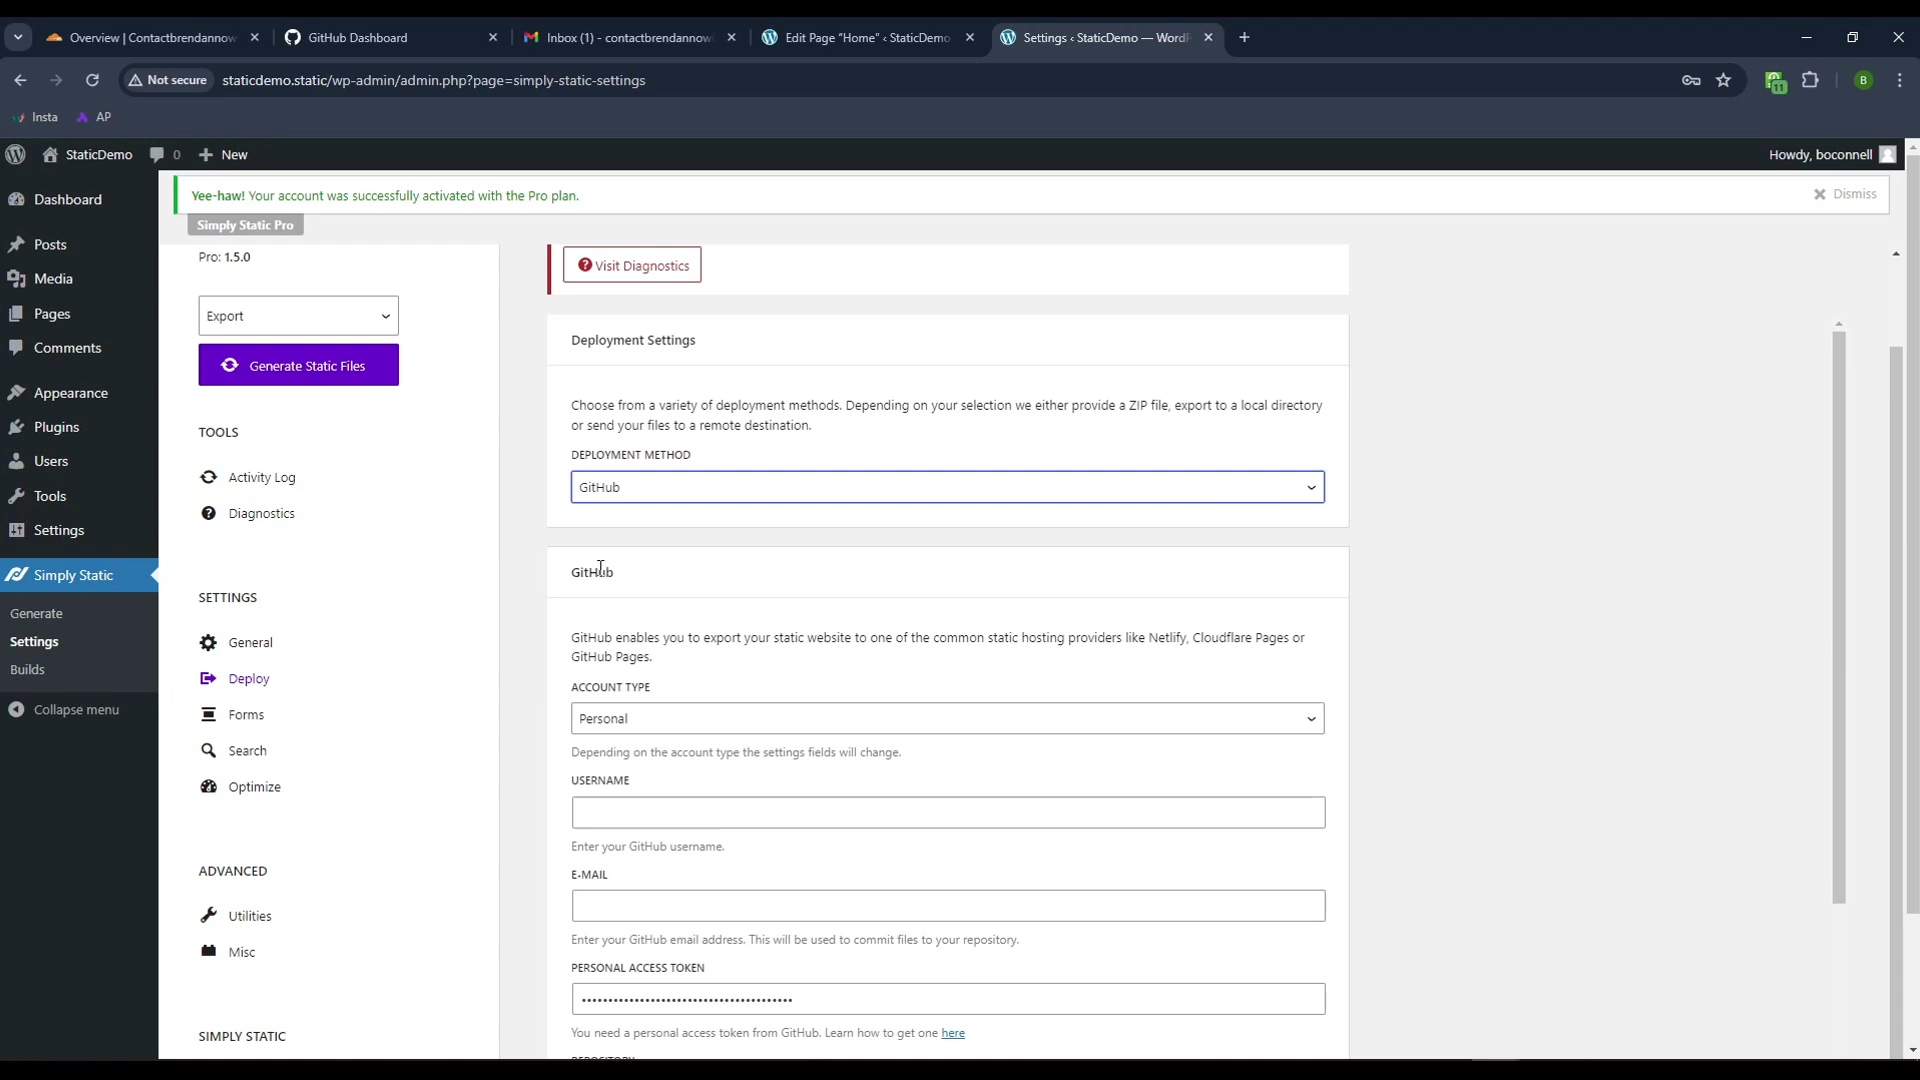 Overview | Contactbrendannow
GitHub Dashboard
Inbox (1) - contactbrendannow
Edit Page "Home" ‹ StaticDemo
Settings ‹ StaticDemo — WordP
Not secure
staticdemo.static/wp-admin/admin.php?page=simply-static-settings
11
B
Insta
AP
StaticDemo
0
New
Howdy, boconnell
Dashboard
Posts
Media
Pages
Comments
Appearance
Plugins
Users
Tools
Settings
Simply Static
Generate
Settings
Builds
Collapse menu
Yee-haw! Your account was successfully activated with the Pro plan.
Dismiss
Simply Static Pro
Pro: 1.5.0
Export
Generate Static Files
TOOLS
Activity Log
Diagnostics
SETTINGS
General
Deploy
Forms
Search
Optimize
ADVANCED
Utilities
Misc
SIMPLY STATIC
Visit Diagnostics
Deployment Settings
Choose from a variety of deployment methods. Depending on your selection we either provide a ZIP file, export to a local directory
or send your files to a remote destination.
DEPLOYMENT METHOD
GitHub
GitHub
GitHub enables you to export your static website to one of the common static hosting providers like Netlify, Cloudflare Pages or
GitHub Pages.
ACCOUNT TYPE
Personal
Depending on the account type the settings fields will change.
USERNAME
Enter your GitHub username.
E-MAIL
Enter your GitHub email address. This will be used to commit files to your repository.
PERSONAL ACCESS TOKEN
You need a personal access token from GitHub. Learn how to get one here
REPOSITORY